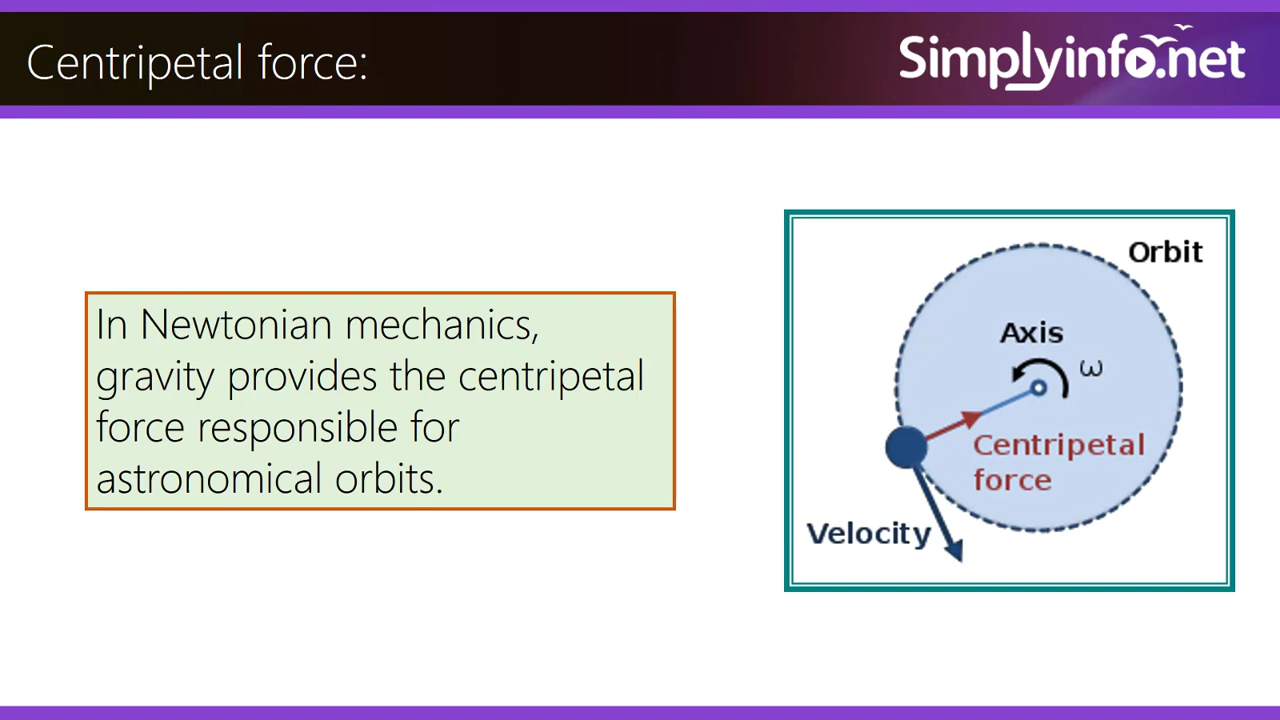 Centripetal force:
Simplyinfo.net
In Newtonian mechanics,
gravity provides the centripetal
force responsible for
astronomical orbits.
Orbit
Axis
ω
Centripetal
force
Velocity